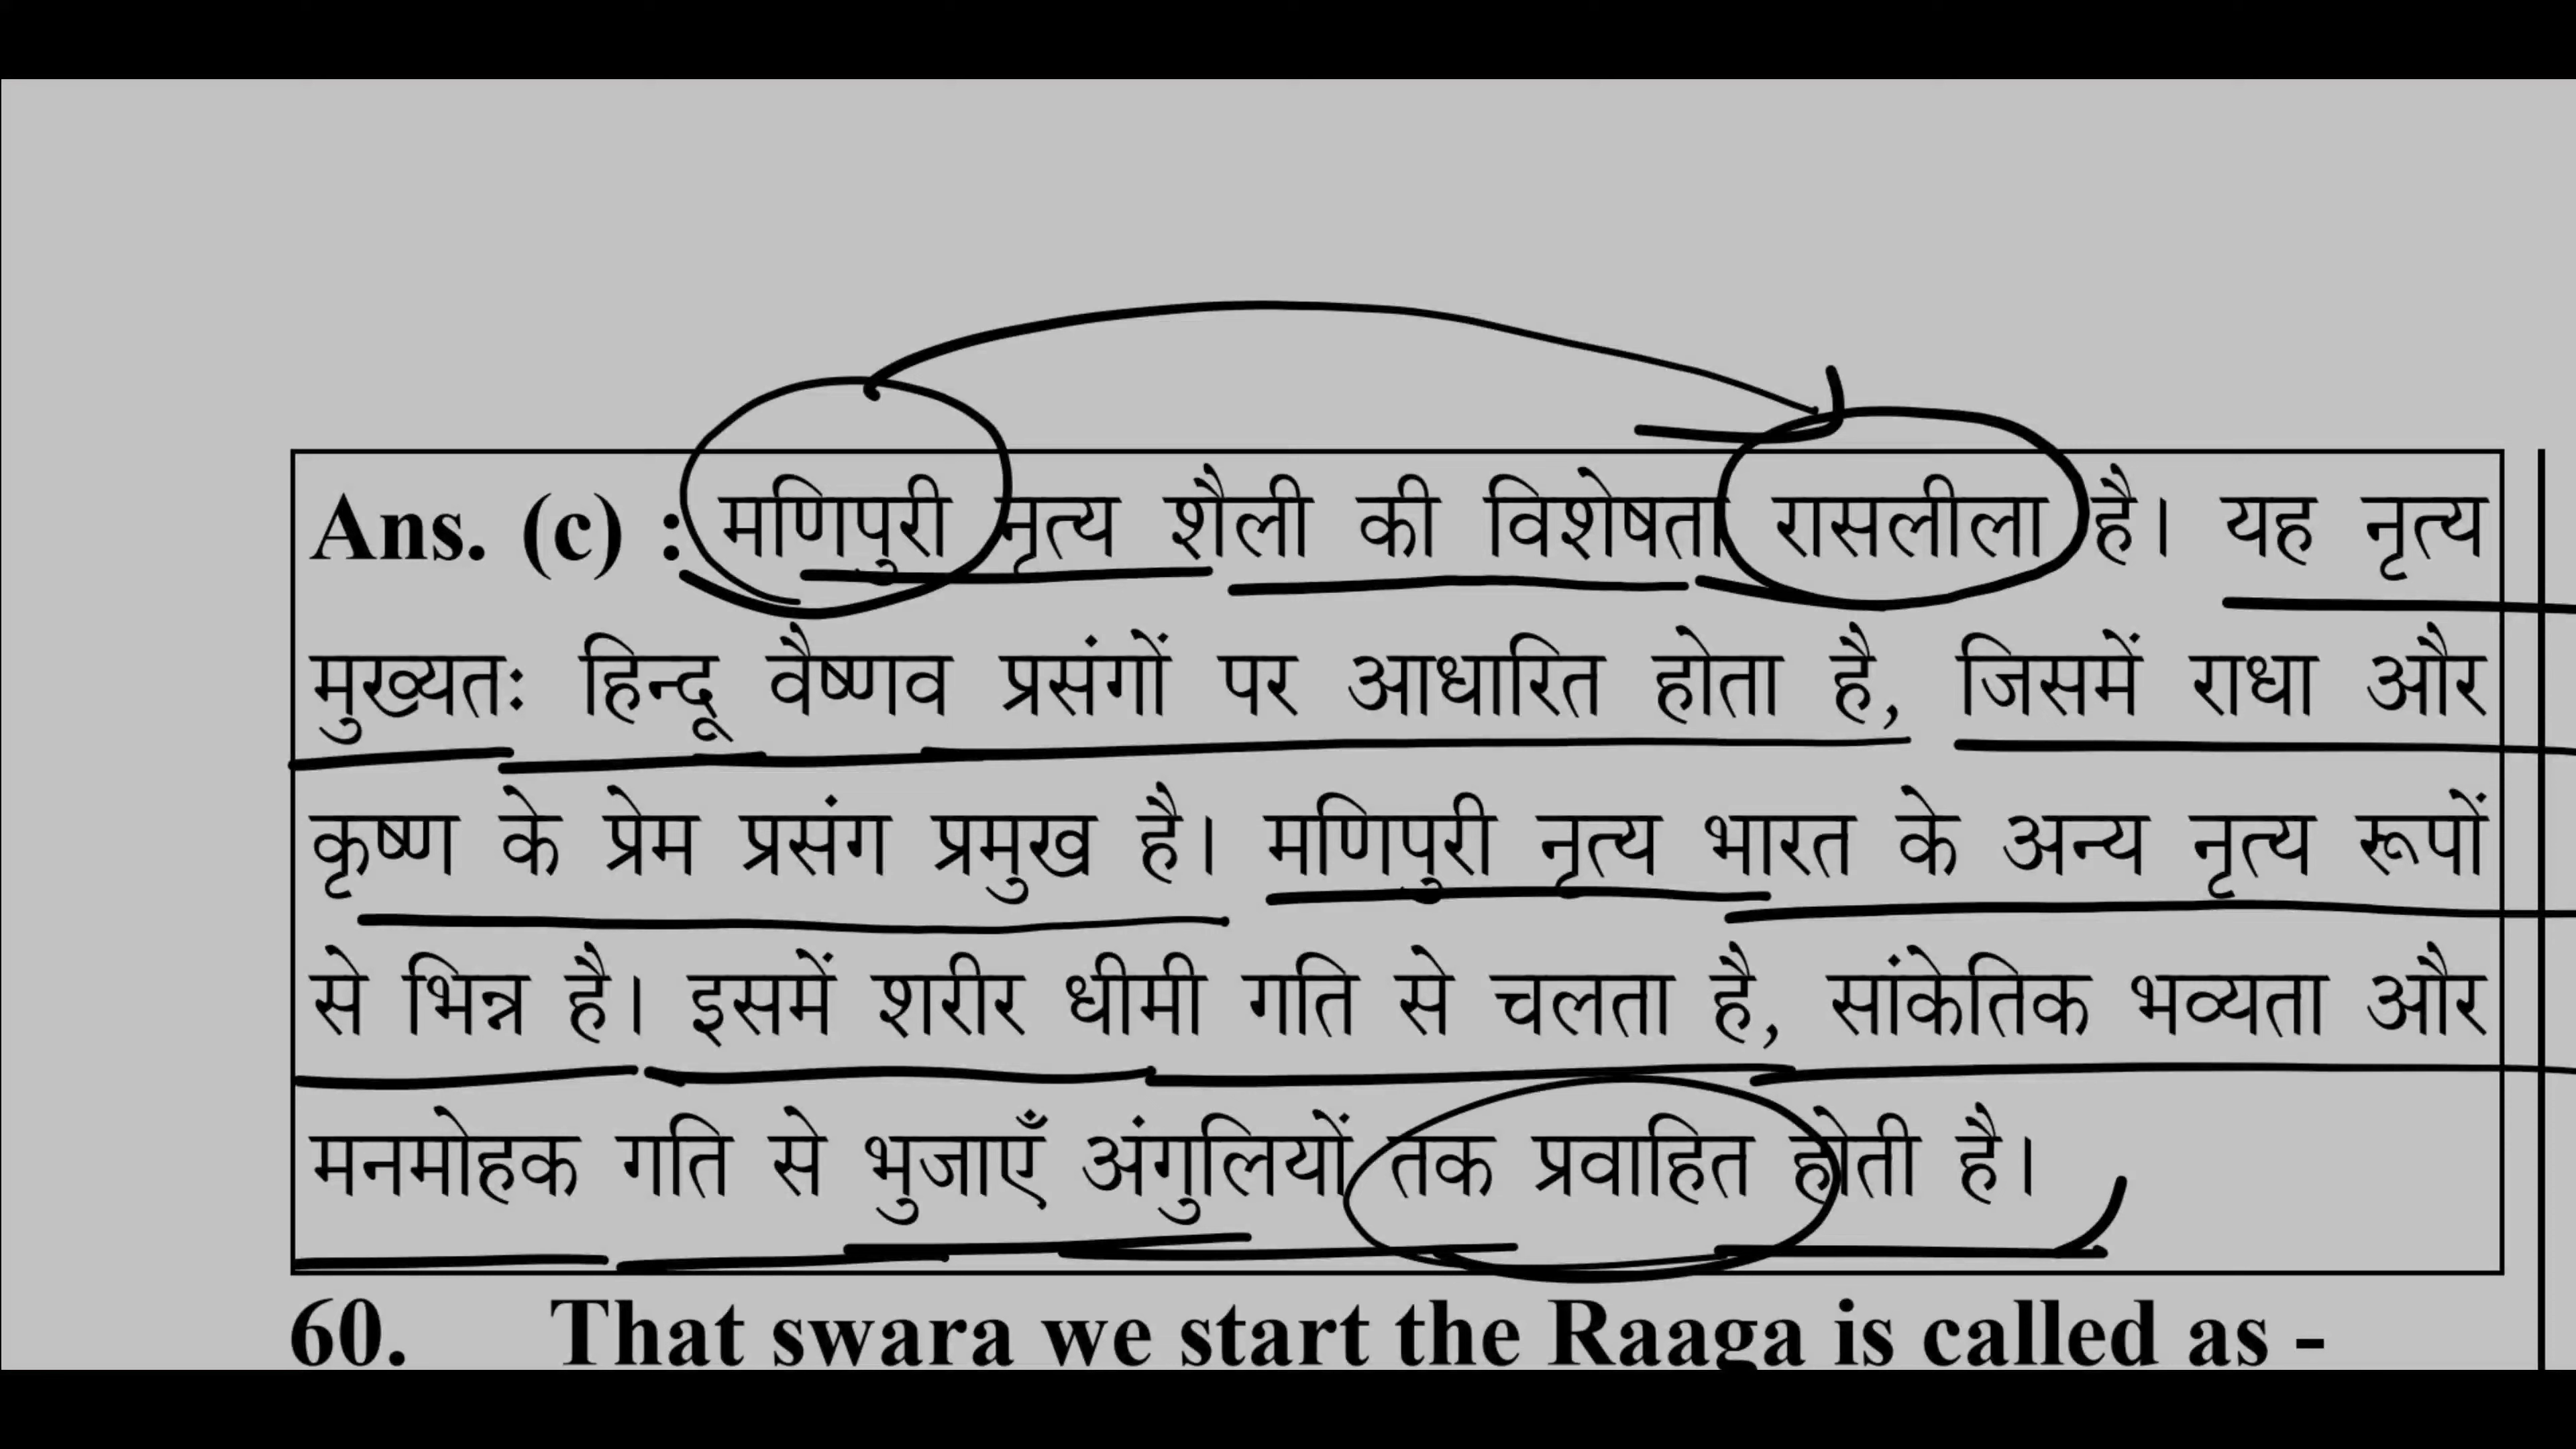 Ans. (c) : मणिपुरी नृत्य शैली की विशेषता रासलीला है। यह नृत्य
मुख्यतः हिन्दू वैष्णव प्रसंगों पर आधारित होता है, जिसमें राधा और
कृष्ण के प्रेम प्रसंग प्रमुख है। मणिपुरी नृत्य भारत के अन्य नृत्य रूपों
से भिन्न है। इसमें शरीर धीमी गति से चलता है, सांकेतिक भव्यता और
मनमोहक गति से भुजाएँ अंगुलियों तक प्रवाहित होती है।
60. That swara we start the Raaga is called as -